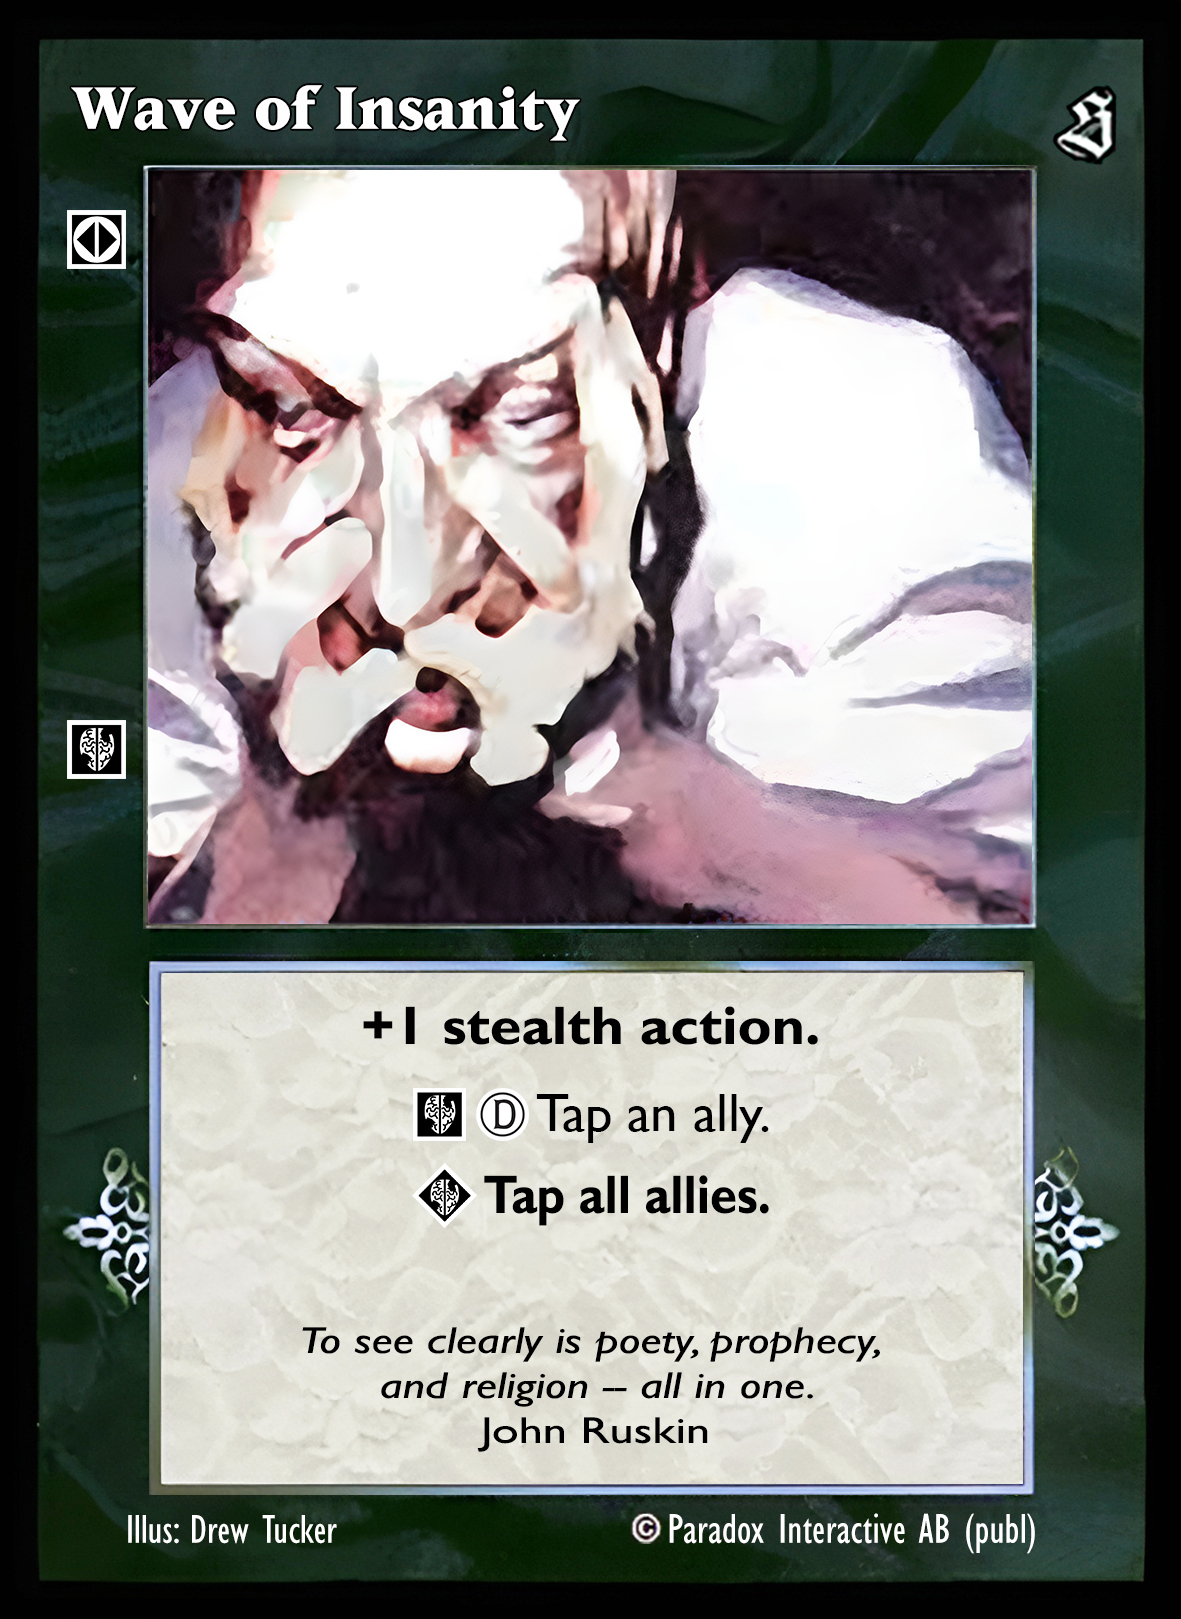 Wave of Insanity
+1 stealth action.
D Tap an ally.
Tap all allies.
To see clearly is poety, prophecy,
and religion -- all in one.
John Ruskin
Illus: Drew Tucker
© Paradox Interactive AB (publ)